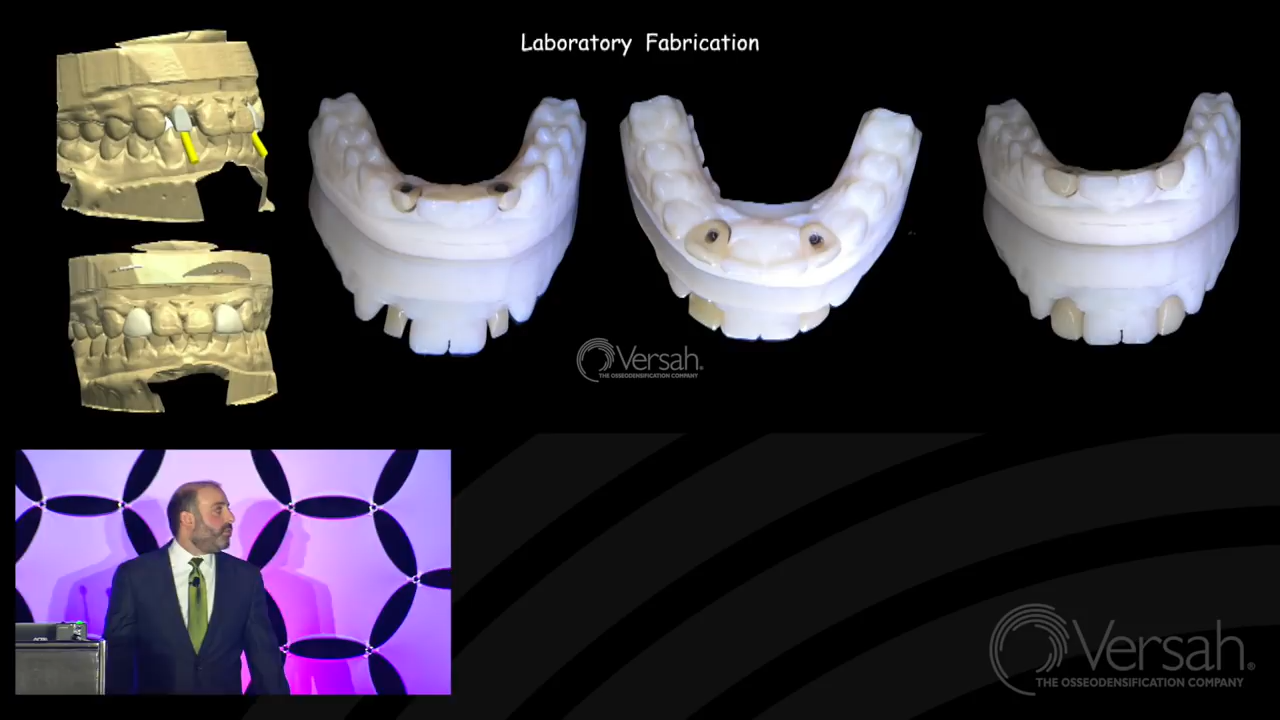 Laboratory Fabrication
Versah®
THE OSSEODENSIFICATION COMPANY
Versah®
THE OSSEODENSIFICATION COMPANY